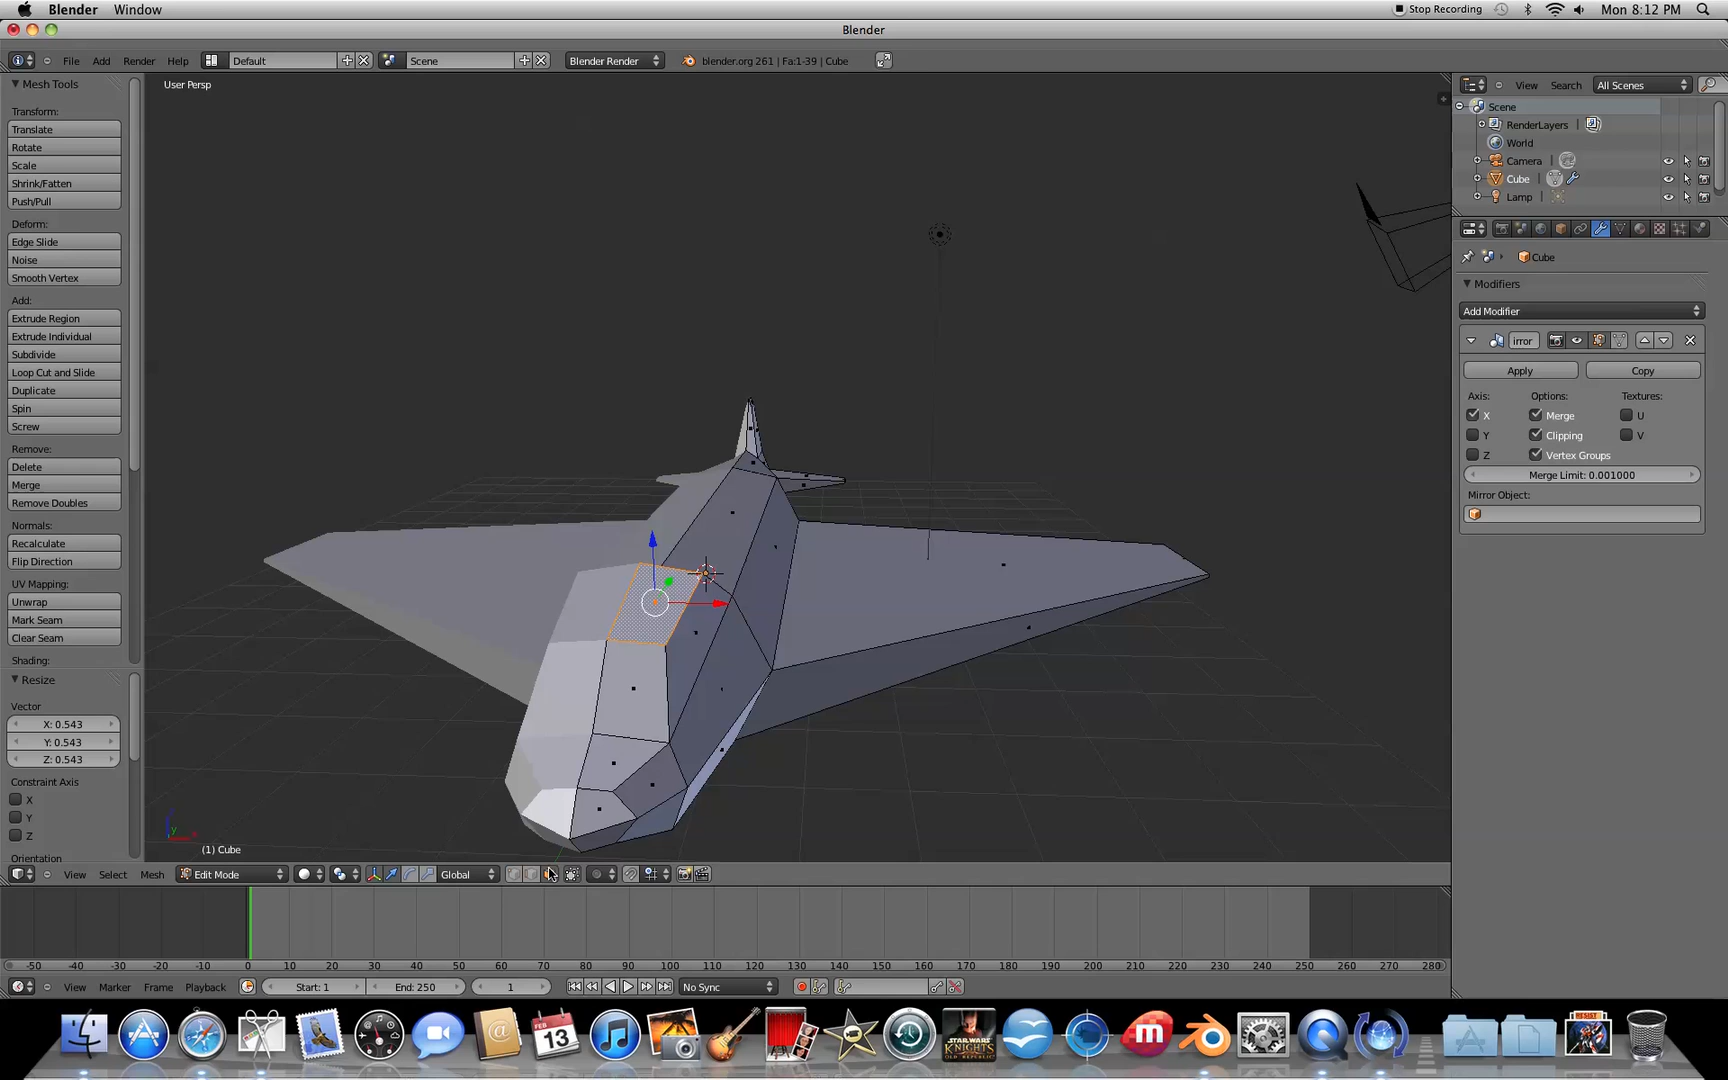 Blender Window Stop Recording Mon 8:12 PM
Blender
File Add Render Help Default Scene Blender Render blender.org 261 | Fa:1-39 | Cube
Mesh Tools
Transform:
Translate
Rotate
Scale
Shrink/Fatten
Push/Pull
Deform:
Edge Slide
Noise
Smooth Vertex
Add:
Extrude Region
Extrude Individual
Subdivide
Loop Cut and Slide
Duplicate
Spin
Screw
Remove:
Delete
Merge
Remove Doubles
Normals:
Recalculate
Flip Direction
UV Mapping:
Unwrap
Mark Seam
Clear Seam
Shading:
Resize
Vector
X: 0.543
Y: 0.543
Z: 0.543
Constraint Axis
X
Y
Z
Orientation
User Persp
(1) Cube
View Select Mesh Edit Mode Global
-50 -40 -30 -20 -10 0 10 20 30 40 50 60 70 80 90 100 110 120 130 140 150 160 170 180 190 200 210 220 230 240 250 260 270 280
View Marker Frame Playback Start: 1 End: 250 1 No Sync
View Search All Scenes
Scene
RenderLayers
World
Camera
Cube
Lamp
Cube
Modifiers
Add Modifier
irror
Apply Copy
Axis: Options: Textures:
X Merge U
Y Clipping V
Z Vertex Groups
Merge Limit: 0.001000
Mirror Object:
FEB
13
STAR WARS
KNIGHTS
OLD REPUBLIC
m
A
RESIST